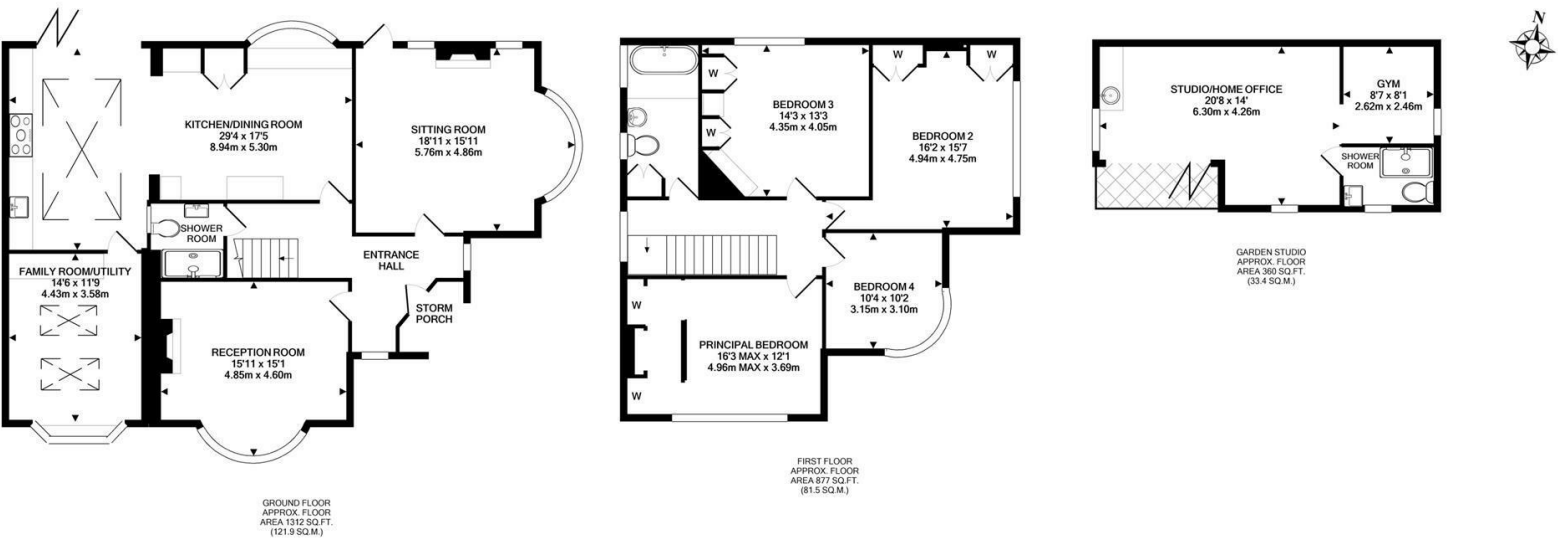 KITCHEN/DINING ROOM
29'4 x 17'5
8.94m x 5.30m
SITTING ROOM
18'11 x 15'11
5.76m x 4.86m
SHOWER
ROOM
ENTRANCE
HALL
STORM
PORCH
FAMILY ROOM/UTILITY
14'6 x 11'9
4.43m x 3.58m
RECEPTION ROOM
15'11 x 15'1
4.85m x 4.60m
GROUND FLOOR
APPROX. FLOOR
AREA 1312 SQ.FT.
(121.9 SQ.M.)
W
W
BEDROOM 3
14'3 x 13'3
4.35m x 4.05m
W
W
BEDROOM 2
16'2 x 15'7
4.94m x 4.75m
BEDROOM 4
10'4 x 10'2
3.15m x 3.10m
W
W
PRINCIPAL BEDROOM
16'3 MAX x 12'1
4.96m MAX x 3.69m
FIRST FLOOR
APPROX. FLOOR
AREA 877 SQ.FT.
(81.5 SQ.M.)
STUDIO/HOME OFFICE
20'8 x 14'
6.30m x 4.26m
GYM
8'7 x 8'1
2.62m x 2.46m
SHOWER
ROOM
GARDEN STUDIO
APPROX. FLOOR
AREA 360 SQ.FT.
(33.4 SQ.M.)
N